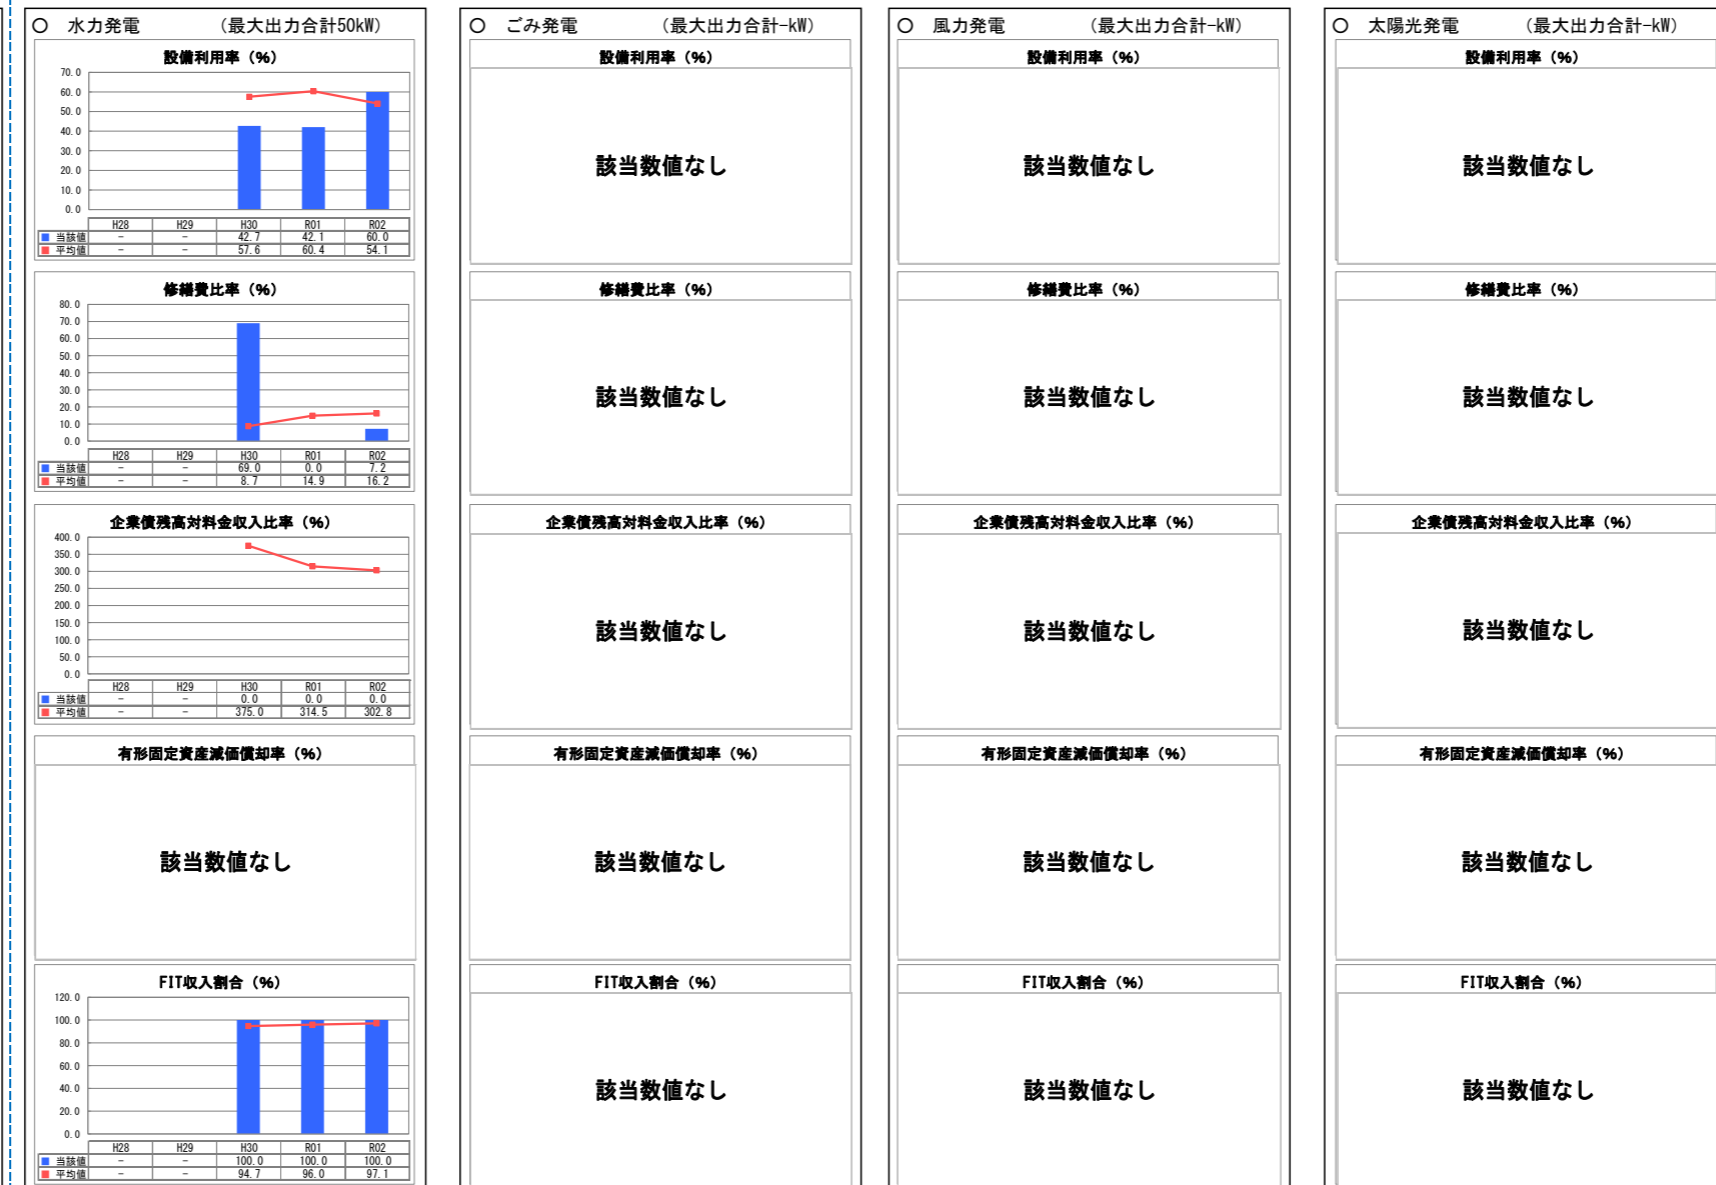 ○ 水力発電 (最大出力合計50kW)
設備利用率（%）
70.0
60.0
50.0
40.0
30.0
20.0
10.0
0.0
H28 H29 H30 R01 R02
当該値 － － 42.7 42.1 60.0
平均値 － － 57.6 60.4 54.1
修繕費比率（%）
80.0
70.0
60.0
50.0
40.0
30.0
20.0
10.0
0.0
H28 H29 H30 R01 R02
当該値 － － 69.0 0.0 7.2
平均値 － － 8.7 14.9 16.2
企業債残高対料金収入比率（%）
400.0
350.0
300.0
250.0
200.0
150.0
100.0
50.0
0.0
H28 H29 H30 R01 R02
当該値 － － 0.0 0.0 0.0
平均値 － － 375.0 314.5 302.8
有形固定資産減価償却率（%）
該当数値なし
FIT収入割合（%）
120.0
100.0
80.0
60.0
40.0
20.0
0.0
H28 H29 H30 R01 R02
当該値 － － 100.0 100.0 100.0
平均値 － － 94.7 96.0 97.1
○ ごみ発電 (最大出力合計-kW)
設備利用率（%）
該当数値なし
修繕費比率（%）
該当数値なし
企業債残高対料金収入比率（%）
該当数値なし
有形固定資産減価償却率（%）
該当数値なし
FIT収入割合（%）
該当数値なし
○ 風力発電 (最大出力合計-kW)
設備利用率（%）
該当数値なし
修繕費比率（%）
該当数値なし
企業債残高対料金収入比率（%）
該当数値なし
有形固定資産減価償却率（%）
該当数値なし
FIT収入割合（%）
該当数値なし
○ 太陽光発電 (最大出力合計-kW)
設備利用率（%）
該当数値なし
修繕費比率（%）
該当数値なし
企業債残高対料金収入比率（%）
該当数値なし
有形固定資産減価償却率（%）
該当数値なし
FIT収入割合（%）
該当数値なし